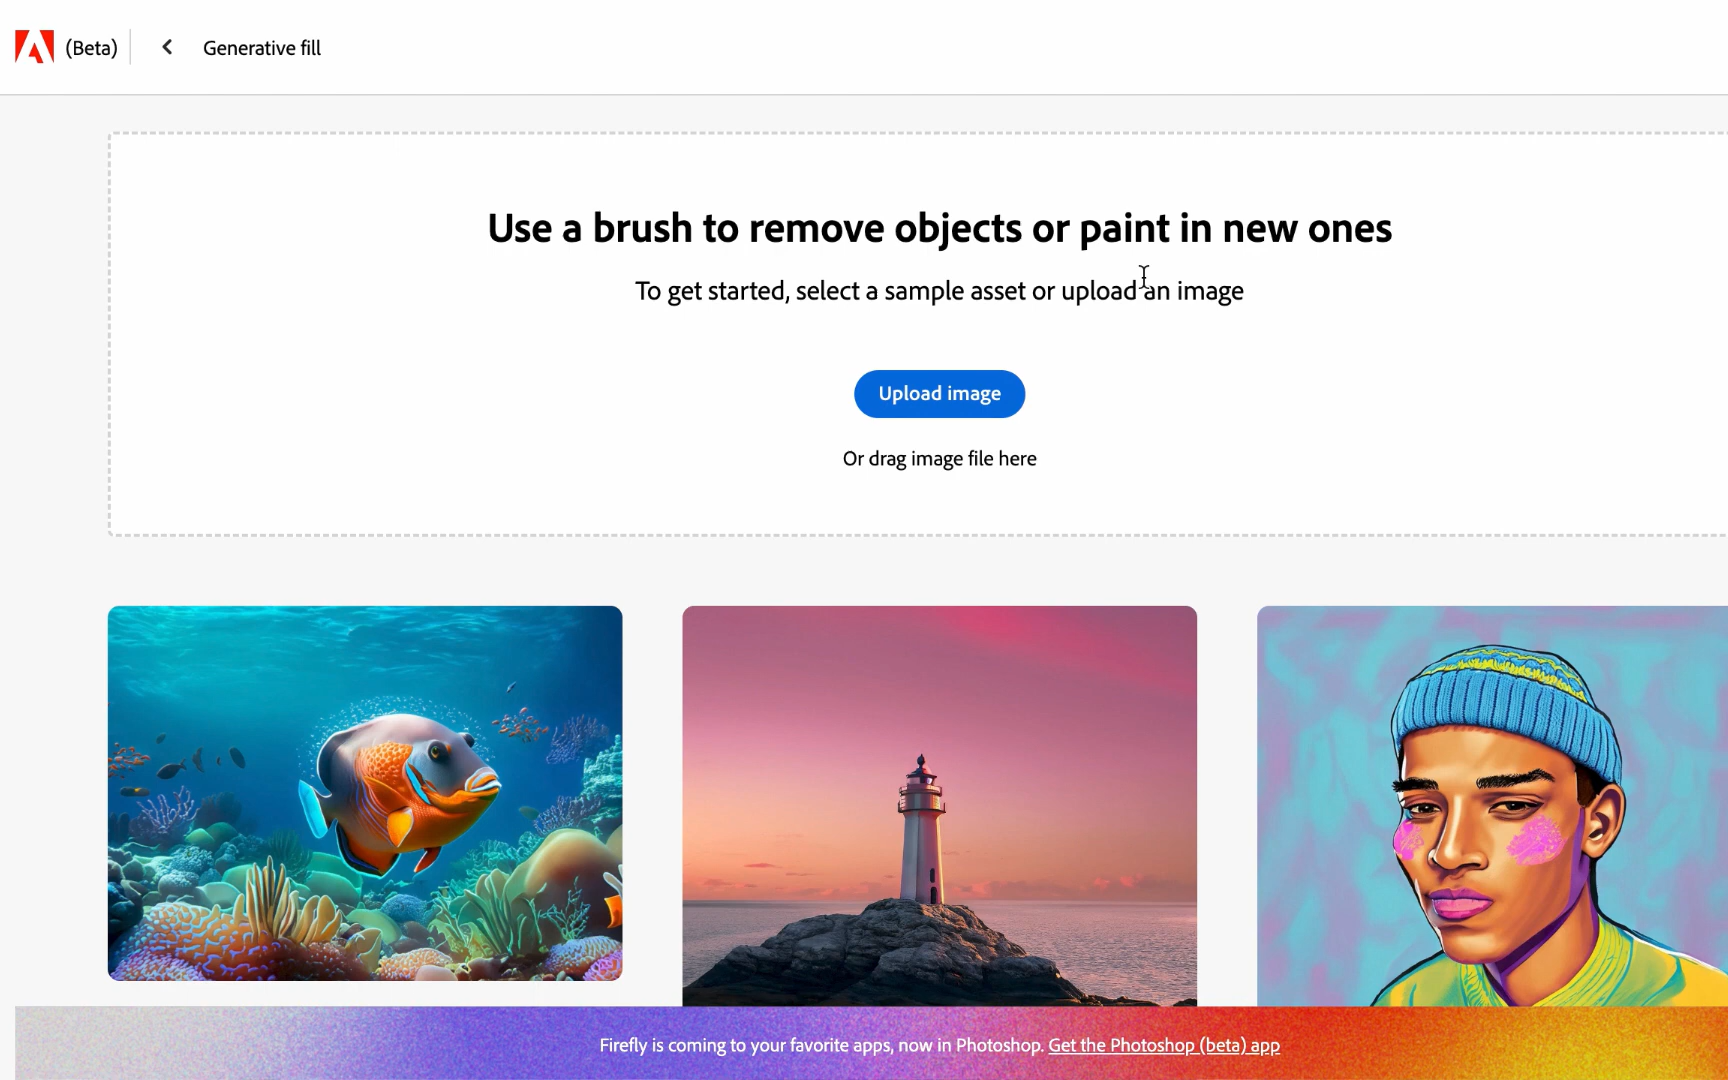 (Beta)
Generative fill
Use a brush to remove objects or paint in new ones
To get started, select a sample asset or upload an image
Upload image
Or drag image file here
Firefly is coming to your favorite apps, now in Photoshop. Get the Photoshop (beta) app